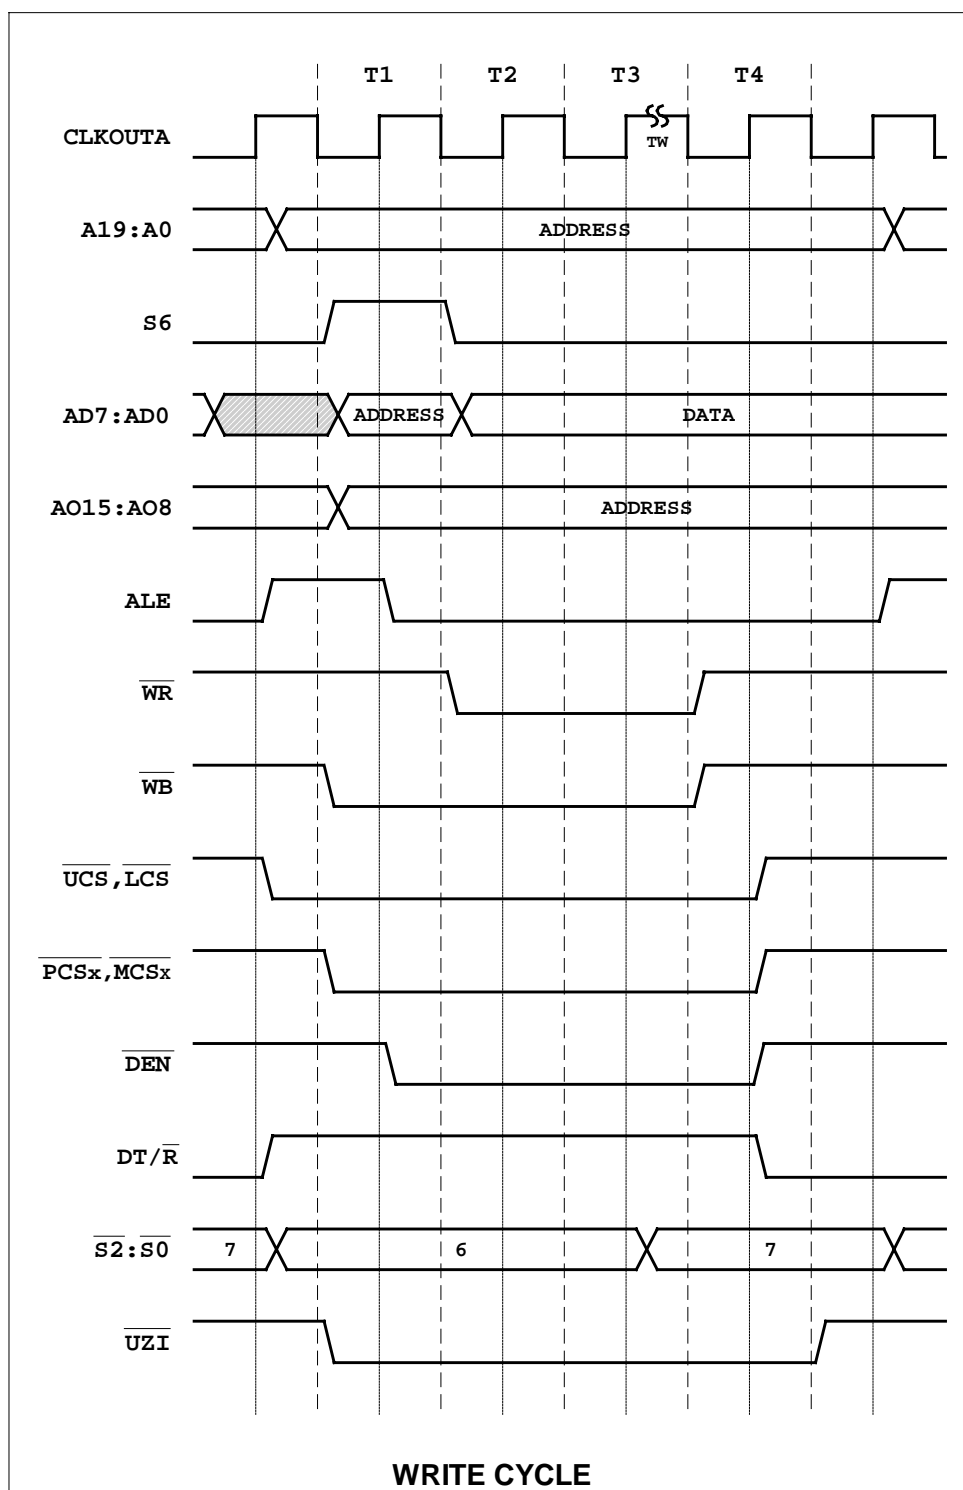 T1 T2 T3 T4
CLKOUTA
TW
A19:A0 ADDRESS
S6
AD7:AD0 ADDRESS DATA
AO15:AO8 ADDRESS
ALE
WR
WB
UCS,LCS
PCSx,MCSx
DEN
DT/R
S2:S0 7 6 7
UZI
WRITE CYCLE